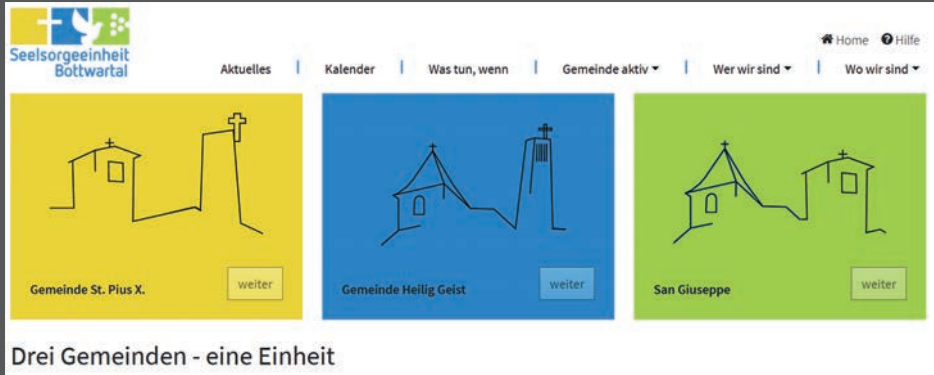 Seelsorgeeinheit
Bottwartal
Home Hilfe
Aktuelles | Kalender | Was tun, wenn | Gemeinde aktiv | Wer wir sind | Wo wir sind
Gemeinde St. Pius X. weiter
Gemeinde Heilig Geist weiter
San Giuseppe weiter
Drei Gemeinden - eine Einheit